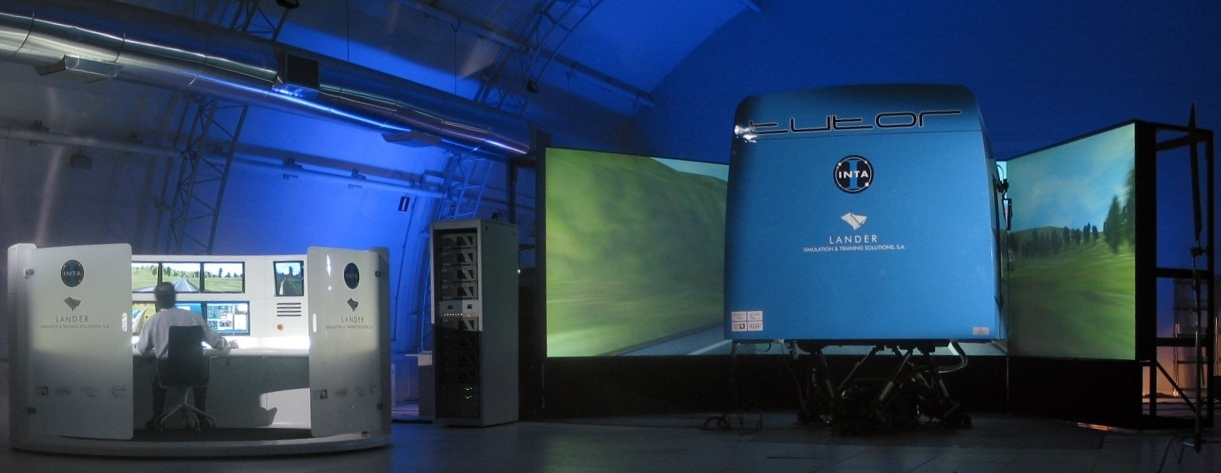 tutor
INTA
LANDER
SIMULATION & TRAINING SOLUTIONS, S.A.
INTA
LANDER
SIMULATION & TRAINING SOLUTIONS, S.A.
INTA
LANDER
SIMULATION & TRAINING SOLUTIONS, S.A.